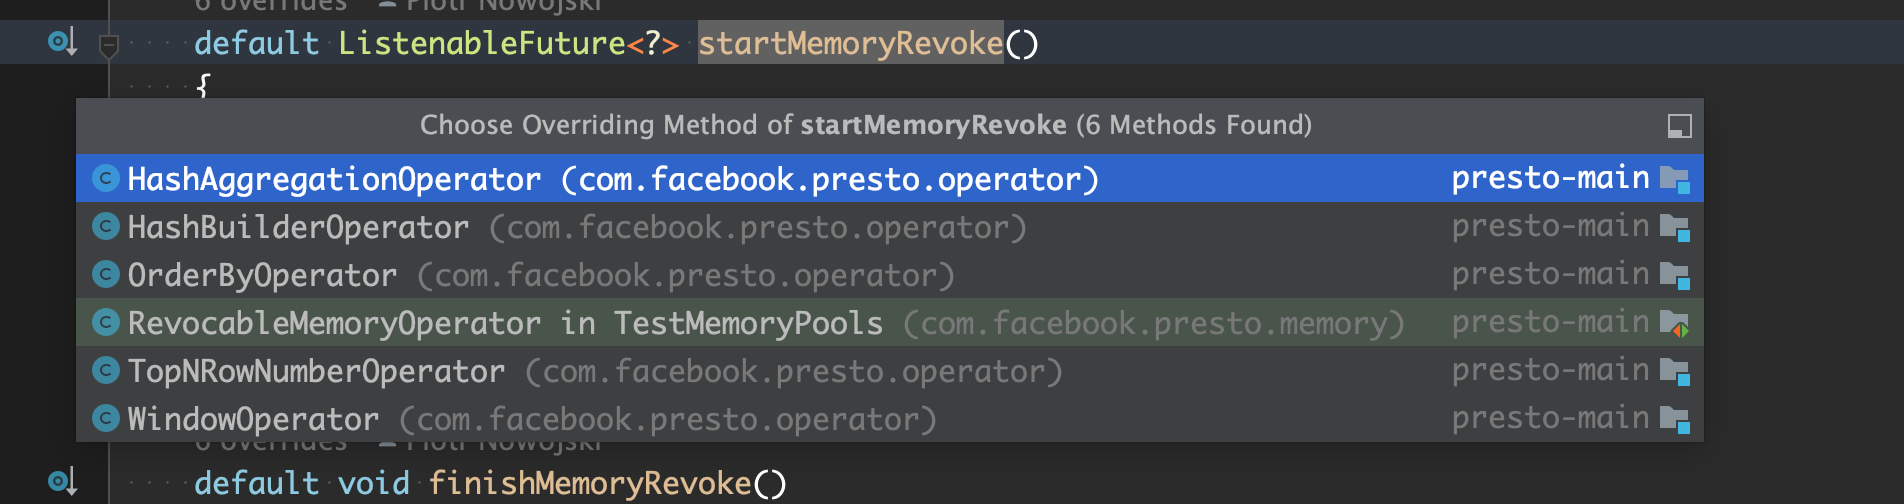 6 overrides Piotr Nowojski
default ListenableFuture<?> startMemoryRevoke()
{
Choose Overriding Method of startMemoryRevoke (6 Methods Found)
C HashAggregationOperator (com.facebook.presto.operator) presto-main
C HashBuilderOperator (com.facebook.presto.operator) presto-main
C OrderByOperator (com.facebook.presto.operator) presto-main
C RevocableMemoryOperator in TestMemoryPools (com.facebook.presto.memory) presto-main
C TopNRowNumberOperator (com.facebook.presto.operator) presto-main
C WindowOperator (com.facebook.presto.operator) presto-main
6 overrides Piotr Nowojski
default void finishMemoryRevoke()